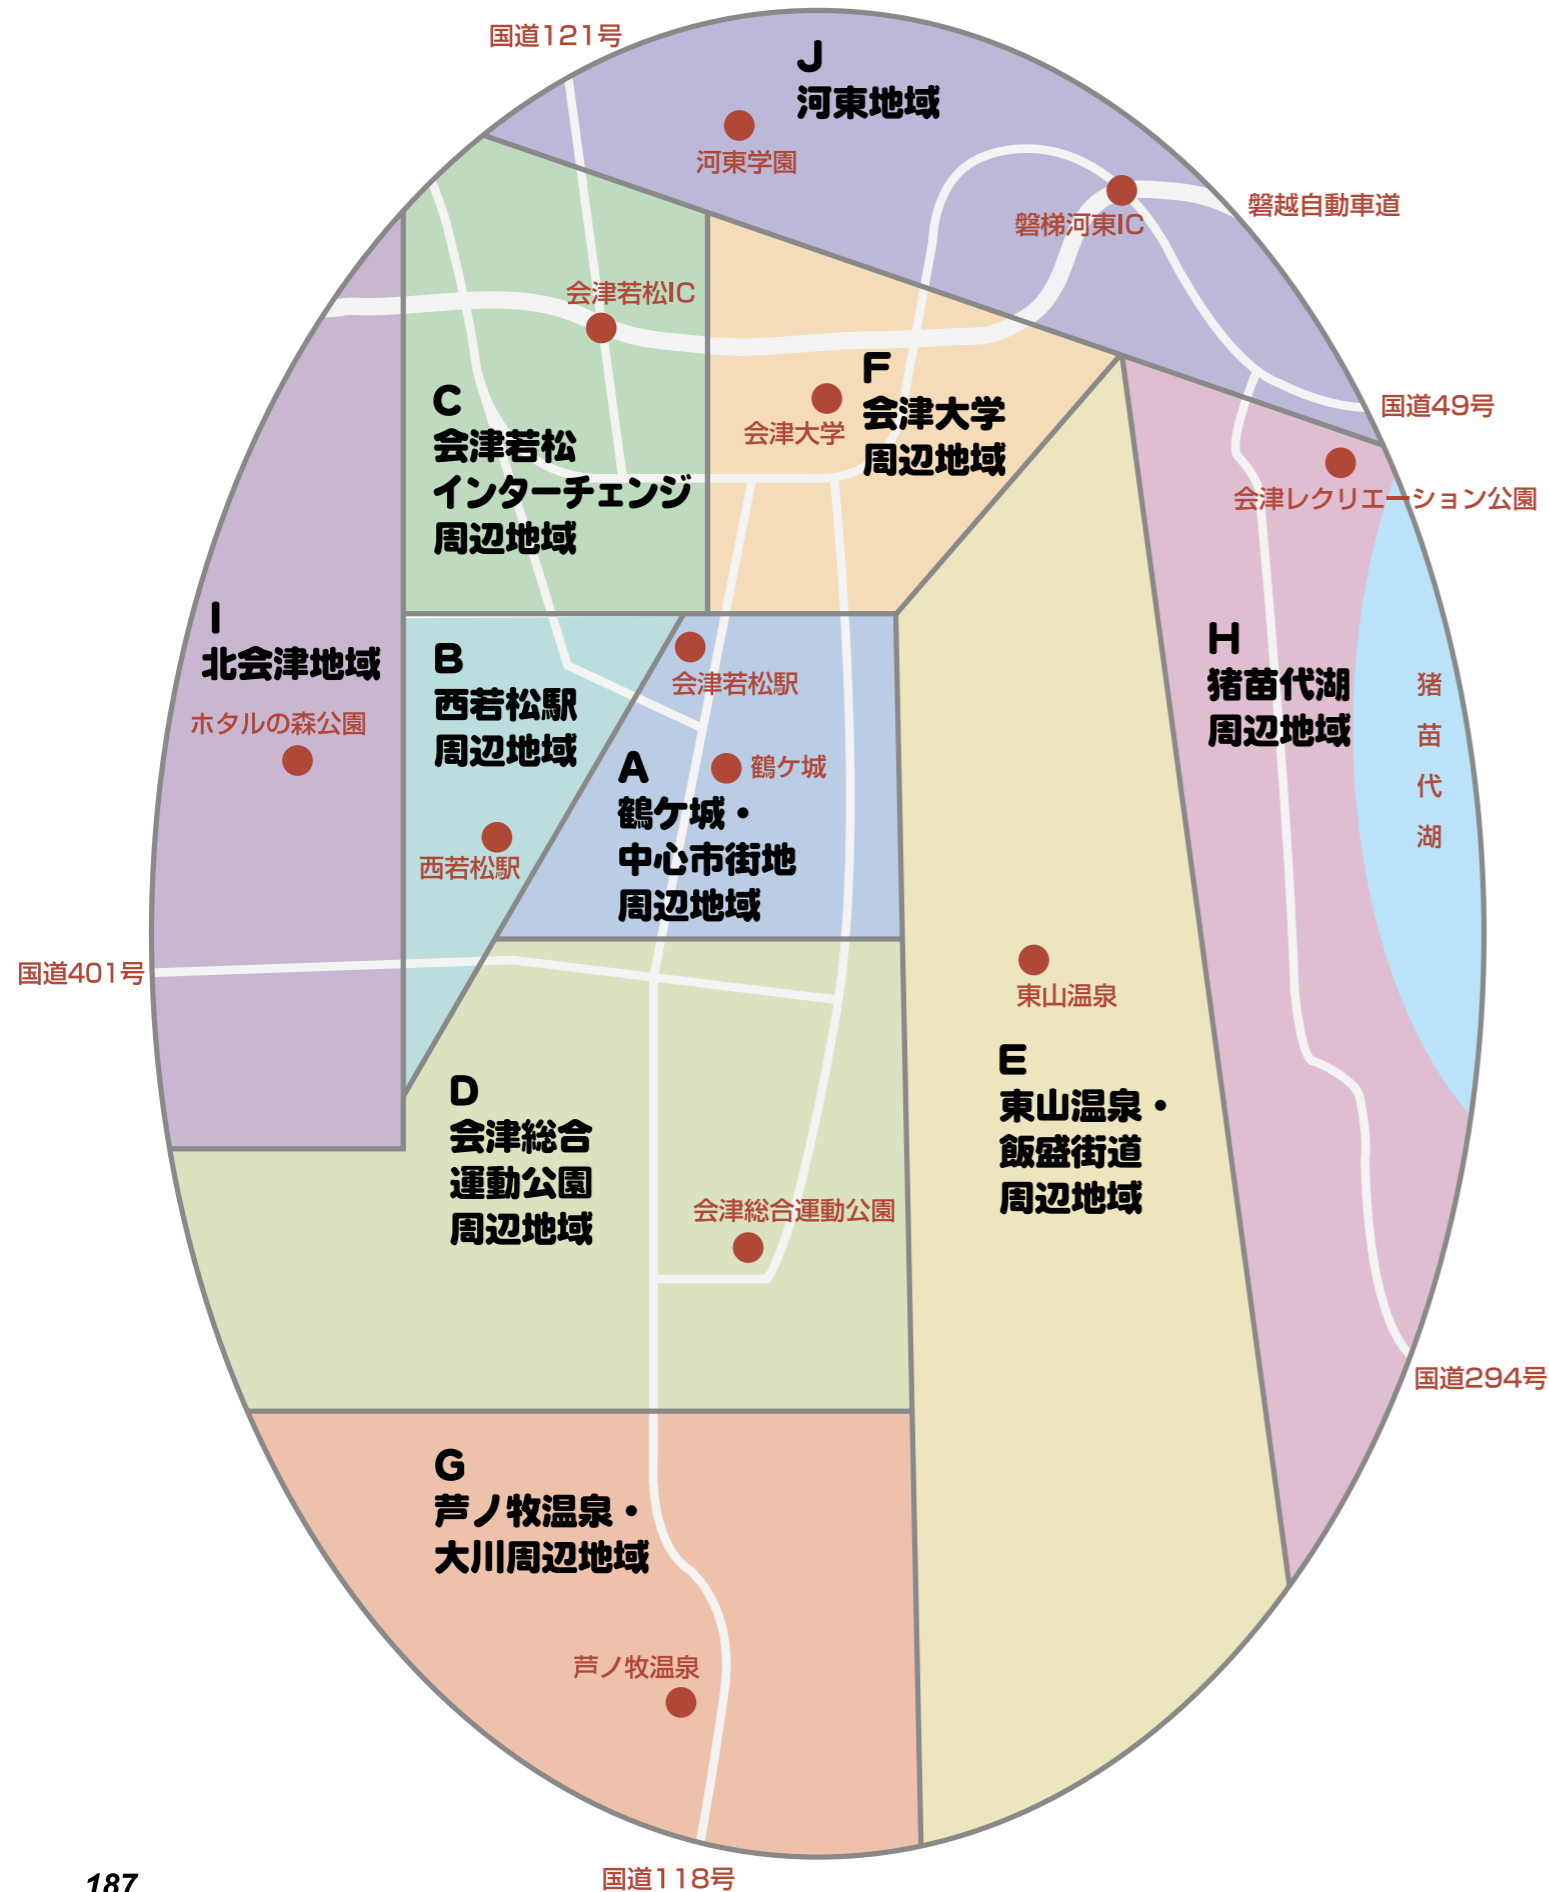 国道121号
J
河東地域
河東学園
磐越自動車道
磐梯河東IC
会津若松IC
C
会津若松
インターチェンジ
周辺地域
F
会津大学
周辺地域
会津大学
国道49号
会津レクリエーション公園
I
北会津地域
ホタルの森公園
B
西若松駅
周辺地域
西若松駅
会津若松駅
鶴ケ城
A
鶴ケ城・
中心市街地
周辺地域
H
猪苗代湖
周辺地域
猪
苗
代
湖
国道401号
東山温泉
E
東山温泉・
飯盛街道
周辺地域
D
会津総合
運動公園
周辺地域
会津総合運動公園
国道294号
G
芦ノ牧温泉・
大川周辺地域
芦ノ牧温泉
国道118号
187